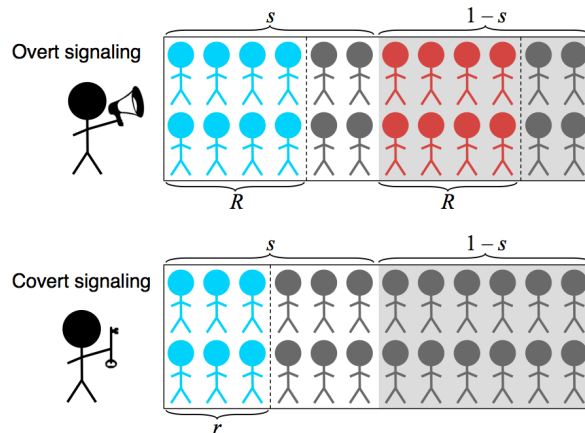 s 1 – s
Overt signaling
R R
s 1 – s
Covert signaling
r